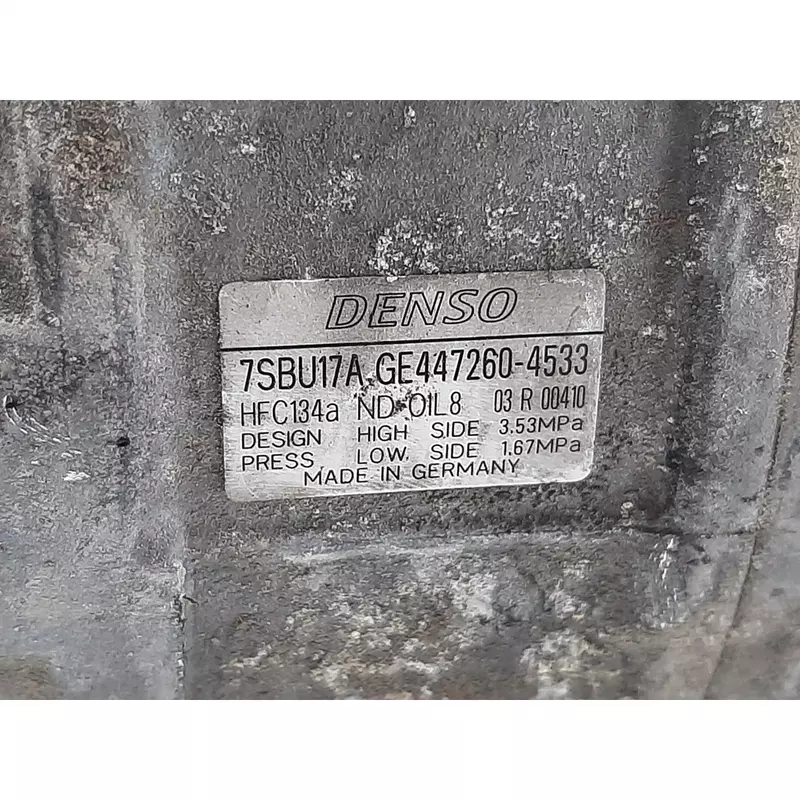 DENSO
7SBU17A GE447260-4533
HFC134a ND-OIL8 03 R 00410
DESIGN HIGH SIDE 3.53MPa
PRESS LOW SIDE 1.67MPa
MADE IN GERMANY